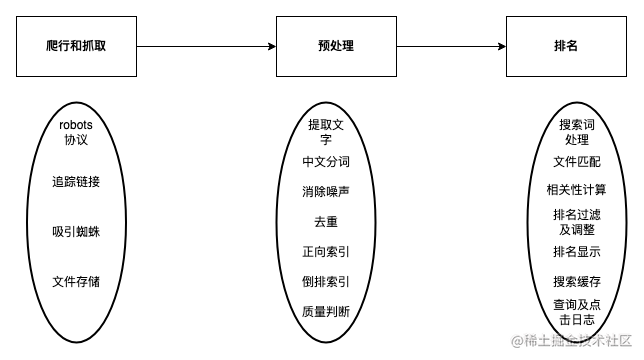 爬行和抓取
预处理
排名
robots
协议
追踪链接
吸引蜘蛛
文件存储
提取文
字
中文分词
消除噪声
去重
正向索引
倒排索引
质量判断
搜索词
处理
文件匹配
相关性计算
排名过滤
及调整
排名显示
搜索缓存
查询及点
击日志
@稀土掘金技术社区